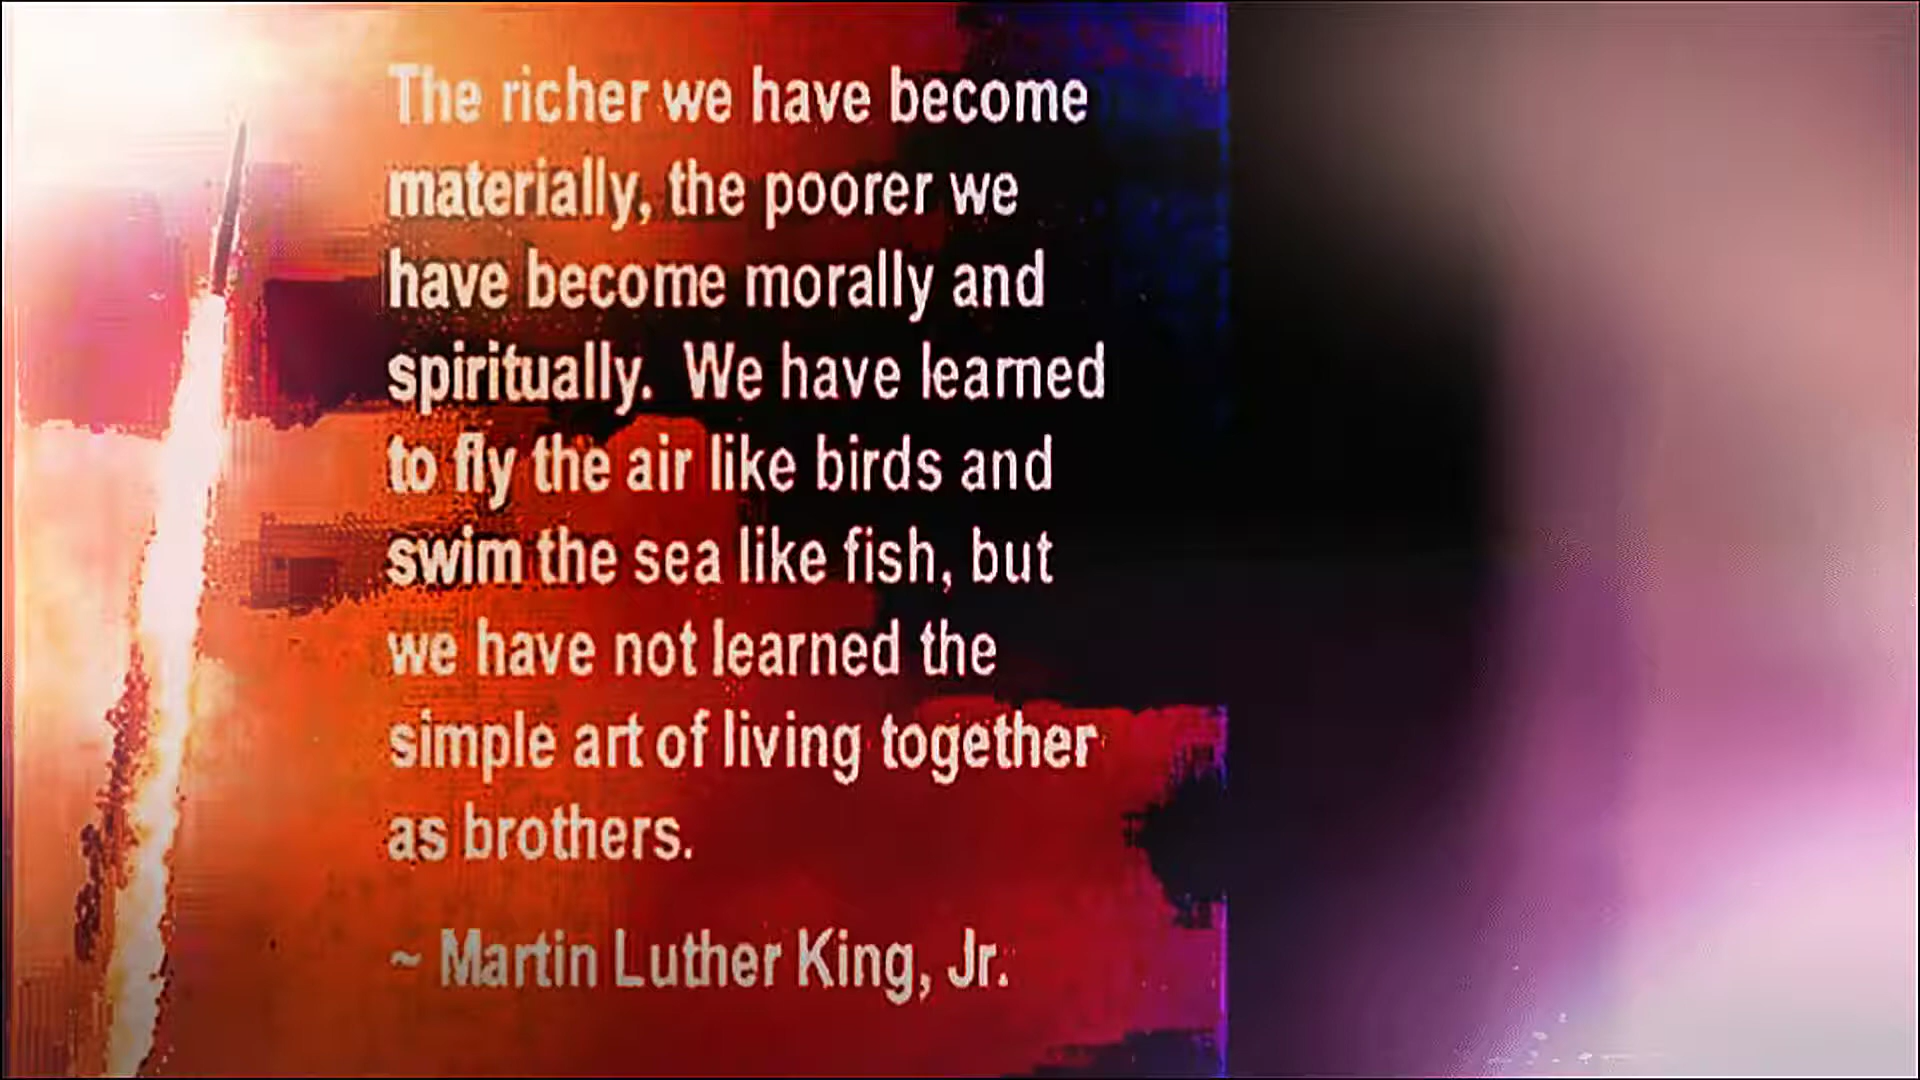 The richer we have become
materially, the poorer we
have become morally and
spiritually.  We have learned
to fly the air like birds and
swim the sea like fish, but
we have not learned the
simple art of living together
as brothers.
~ Martin Luther King, Jr.